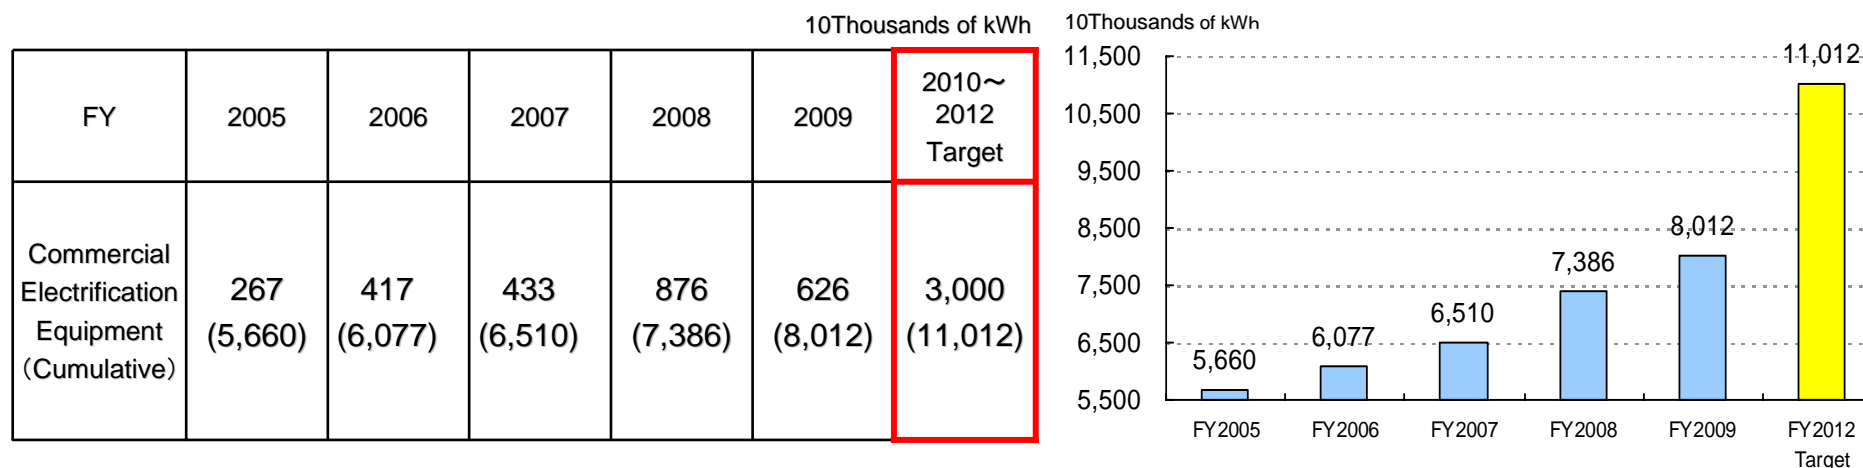 10Thousands of kWh
FY 2005 2006 2007 2008 2009 2010～
2012
Target
Commercial
Electrification
Equipment
（Cumulative）
267 417 433 876 626 3,000
(5,660) (6,077) (6,510) (7,386) (8,012) (11,012)
10Thousands of kWh
11,500
10,500
9,500
8,500
7,500
6,500
5,500
5,660
6,077
6,510
7,386
8,012
11,012
FY2005 FY2006 FY2007 FY2008 FY2009 FY2012
Target